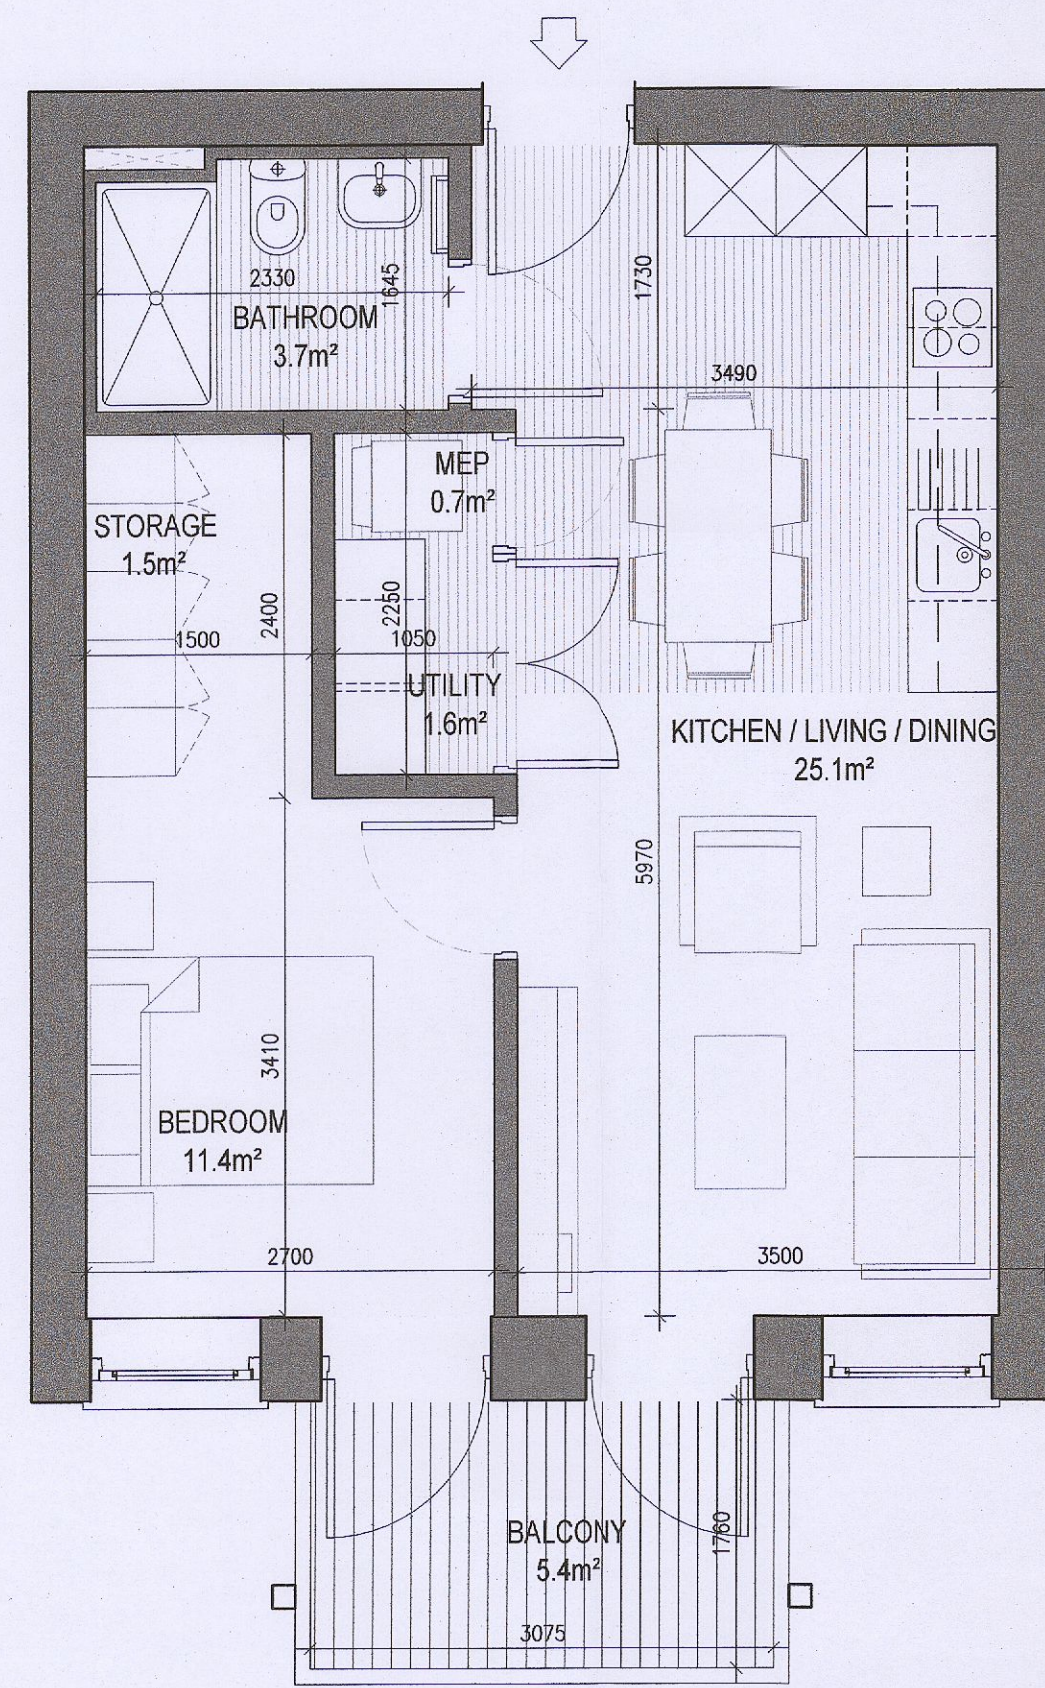 2330
1645
BATHROOM
3.7m²
1730
3490
MEP
0.7m²
STORAGE
1.5m²
2400
2250
1500
1050
UTILITY
1.6m²
KITCHEN / LIVING / DINING
25.1m²
5970
3410
BEDROOM
11.4m²
2700
3500
BALCONY
5.4m²
1760
3075